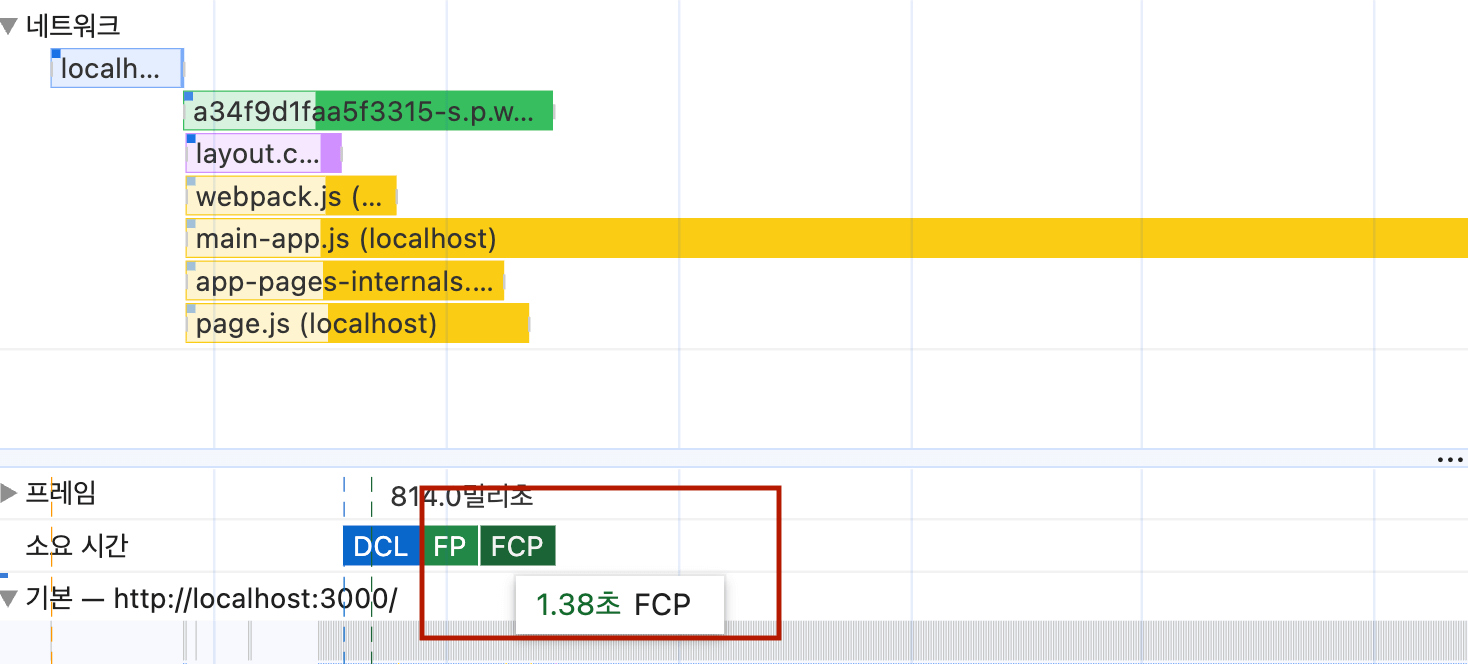 네트워크
localh...
a34f9d1faa5f3315-s.p.w...
layout.c...
webpack.js (...
main-app.js (localhost)
app-pages-internals....
page.js (localhost)
...
프레임 814.0밀리초
소요 시간 DCL FP FCP
1.38초 FCP
기본 — http://localhost:3000/